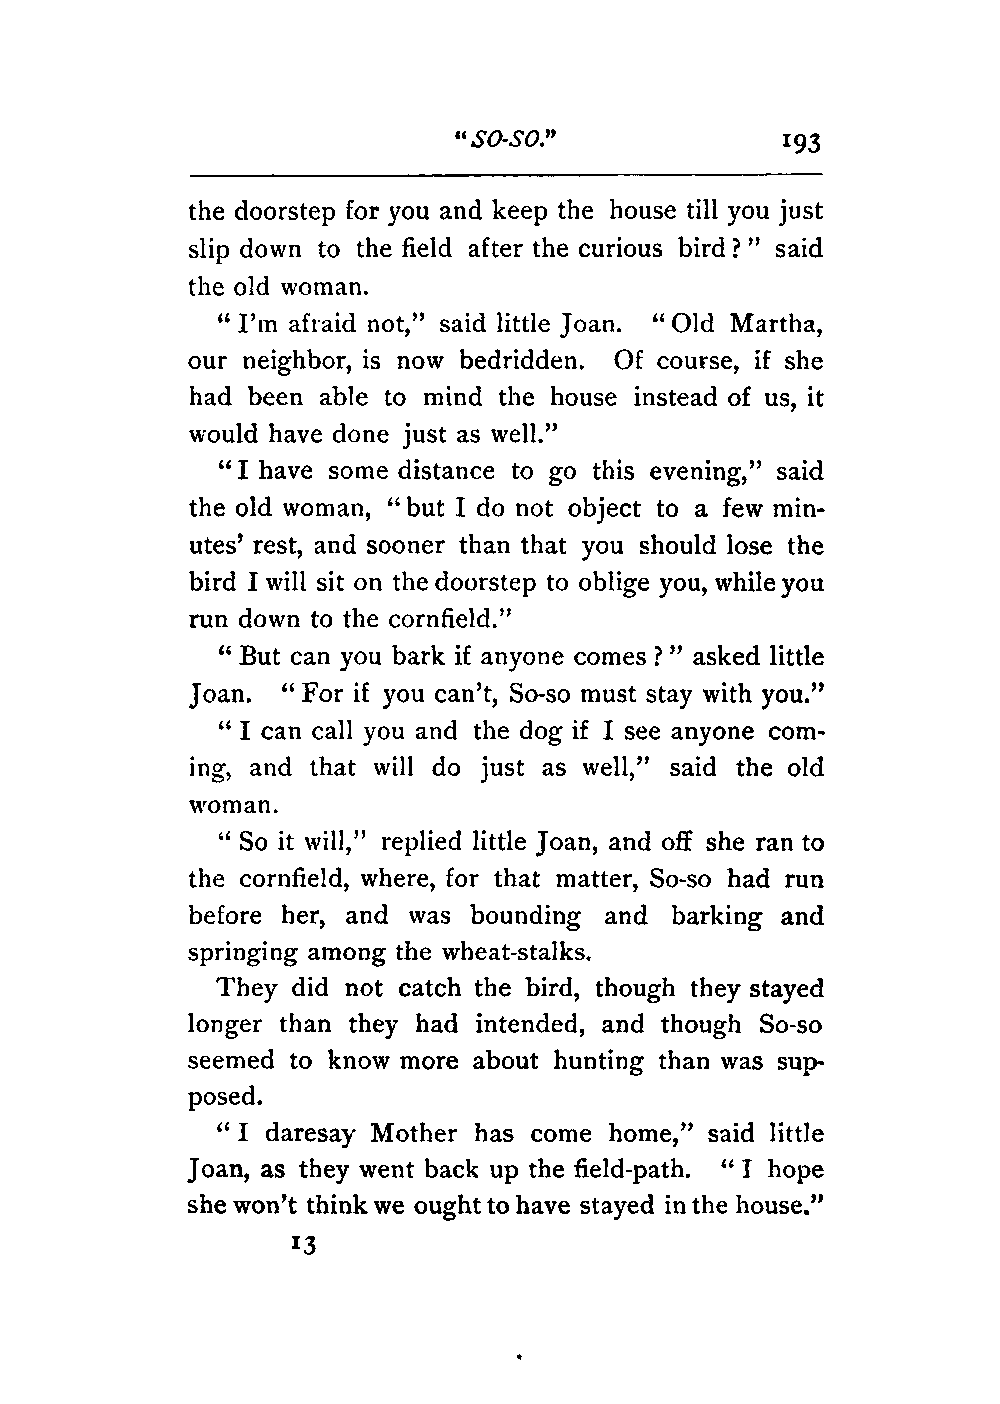 "SO-SO." 193
the doorstep for you and keep the house till you just
slip down to the field after the curious bird?" said
the old woman.
"I'm afraid not," said little Joan. "Old Martha,
our neighbor, is now bedridden. Of course, if she
had been able to mind the house instead of us, it
would have done just as well."
"I have some distance to go this evening," said
the old woman, "but I do not object to a few min-
utes' rest, and sooner than that you should lose the
bird I will sit on the doorstep to oblige you, while you
run down to the cornfield."
"But can you bark if anyone comes?" asked little
Joan. "For if you can't, So-so must stay with you."
"I can call you and the dog if I see anyone com-
ing, and that will do just as well," said the old
woman.
"So it will," replied little Joan, and off she ran to
the cornfield, where, for that matter, So-so had run
before her, and was bounding and barking and
springing among the wheat-stalks.
They did not catch the bird, though they stayed
longer than they had intended, and though So-so
seemed to know more about hunting than was sup-
posed.
"I daresay Mother has come home," said little
Joan, as they went back up the field-path. "I hope
she won't think we ought to have stayed in the house."
13